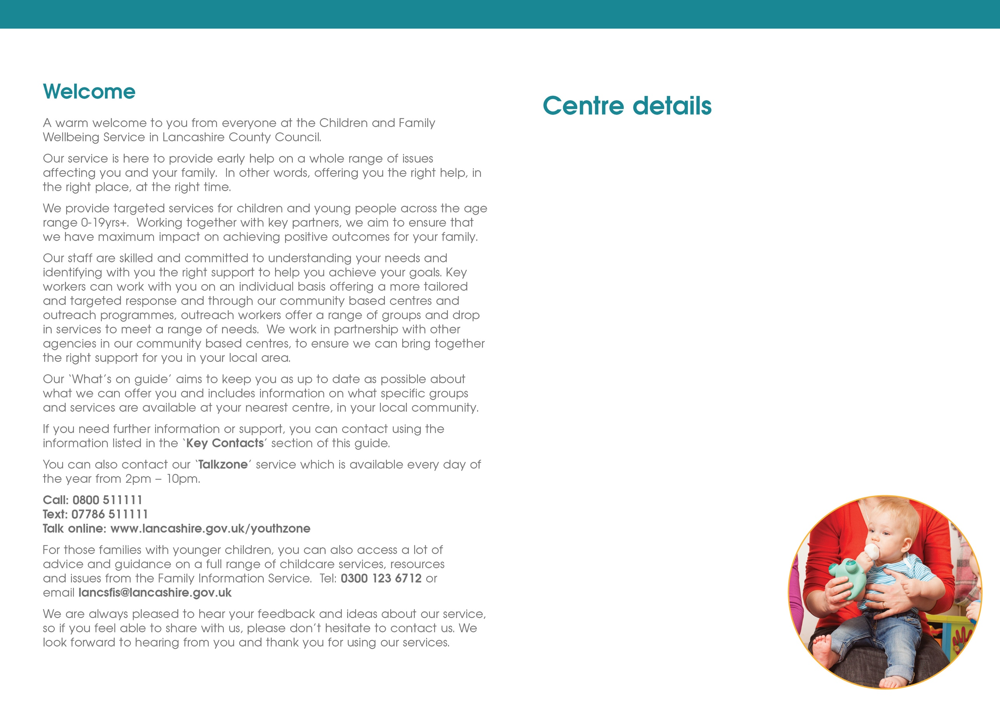 Welcome
A warm welcome to you from everyone at the Children and Family
Wellbeing Service in Lancashire County Council.
Our service is here to provide early help on a whole range of issues
affecting you and your family.  In other words, offering you the right help, in
the right place, at the right time.
We provide targeted services for children and young people across the age
range 0-19yrs+.  Working together with key partners, we aim to ensure that
we have maximum impact on achieving positive outcomes for your family.
Our staff are skilled and committed to understanding your needs and
identifying with you the right support to help you achieve your goals. Key
workers can work with you on an individual basis offering a more tailored
and targeted response and through our community based centres and
outreach programmes, outreach workers offer a range of groups and drop
in services to meet a range of needs.  We work in partnership with other
agencies in our community based centres, to ensure we can bring together
the right support for you in your local area.
Our ‘What’s on guide’ aims to keep you as up to date as possible about
what we can offer you and includes information on what specific groups
and services are available at your nearest centre, in your local community.
If you need further information or support, you can contact using the
information listed in the ‘Key Contacts’ section of this guide.
You can also contact our ‘Talkzone’ service which is available every day of
the year from 2pm – 10pm.
Call: 0800 511111
Text: 07786 511111
Talk online: www.lancashire.gov.uk/youthzone
For those families with younger children, you can also access a lot of
advice and guidance on a full range of childcare services, resources
and issues from the Family Information Service.  Tel: 0300 123 6712 or
email lancsfis@lancashire.gov.uk
We are always pleased to hear your feedback and ideas about our service,
so if you feel able to share with us, please don’t hesitate to contact us. We
look forward to hearing from you and thank you for using our services.
Centre details